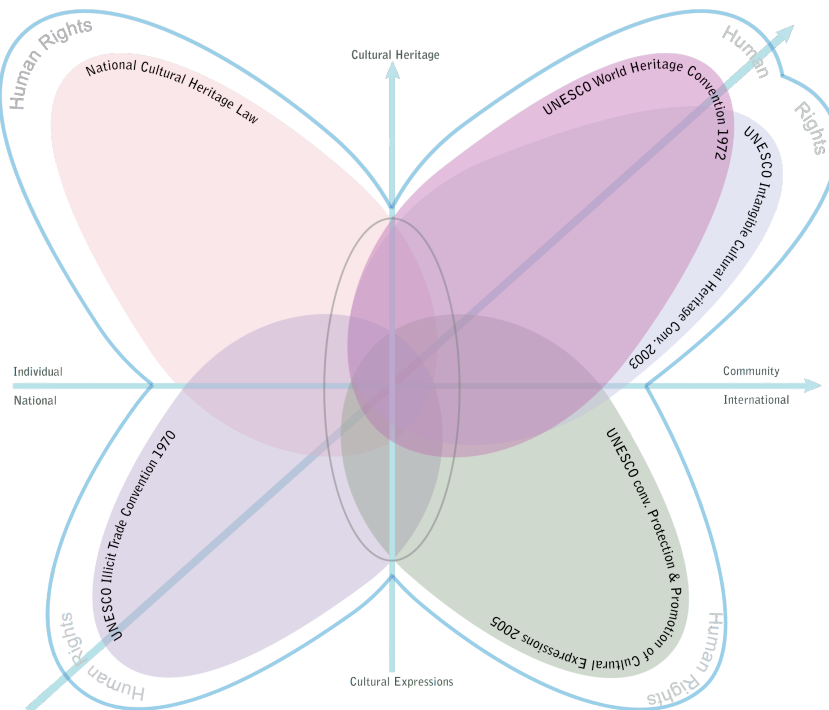 Human Rights
National Cultural Heritage Law
Cultural Heritage
UNESCO World Heritage Convention 1972
Human
Rights
UNESCO Intangible Cultural Heritage Conv. 2003
Individual
National
Community
International
UNESCO Illicit Trade Convention 1970
UNESCO conv. Protection & Promotion of Cultural Expressions 2005
Human Rights
Human Rights
Cultural Expressions